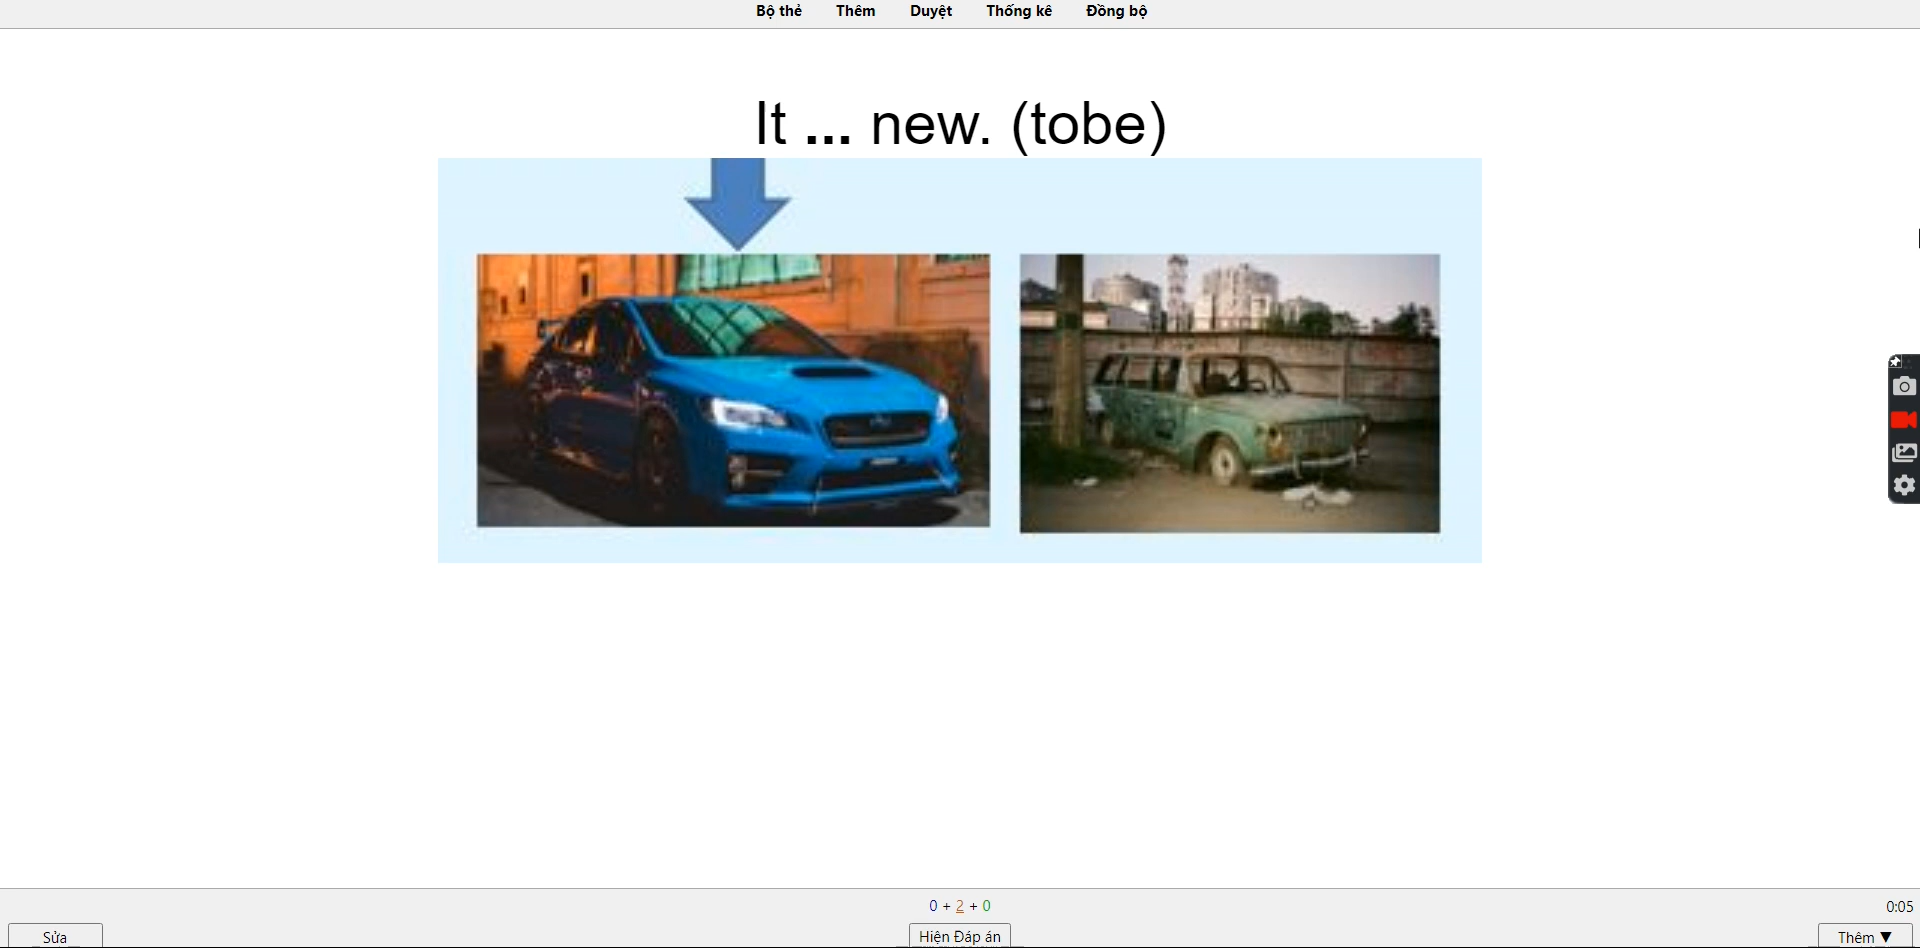 Bộ thẻ Thêm Duyệt Thống kê Đồng bộ
It ... new. (tobe)
0 + 2 + 0
0:05
Sửa Hiện Đáp án Thêm ▼